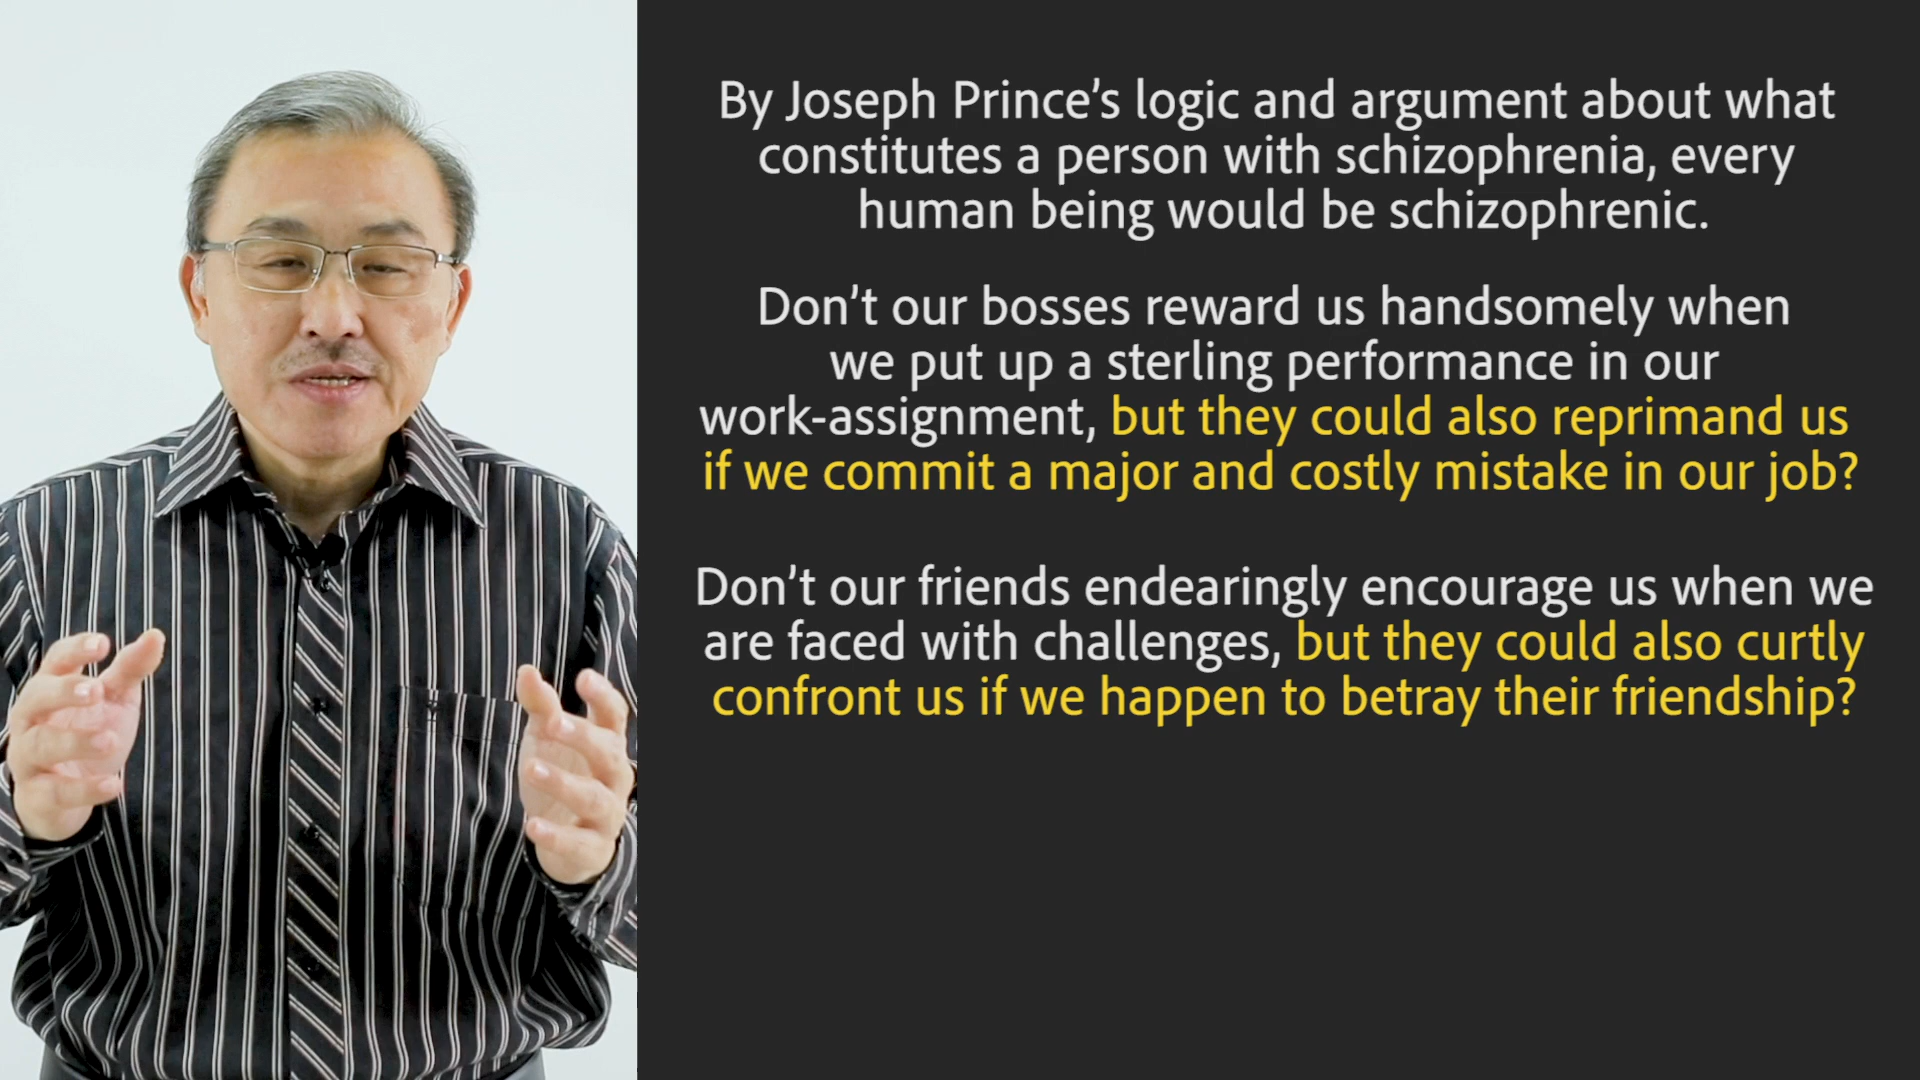 By Joseph Prince’s logic and argument about what
constitutes a person with schizophrenia, every
human being would be schizophrenic.
Don’t our bosses reward us handsomely when
we put up a sterling performance in our
work-assignment, but they could also reprimand us
if we commit a major and costly mistake in our job?
Don’t our friends endearingly encourage us when we
are faced with challenges, but they could also curtly
confront us if we happen to betray their friendship?